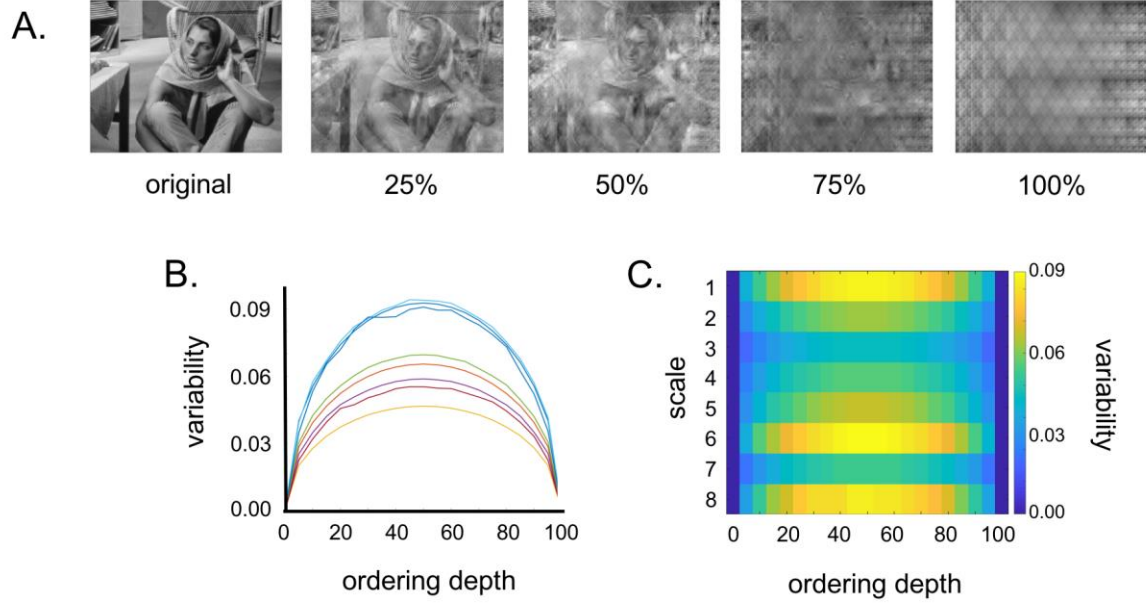 A.
original 25% 50% 75% 100%
B.
variability
0.09
0.06
0.03
0.00
0 20 40 60 80 100
ordering depth
C.
scale
1
2
3
4
5
6
7
8
0 20 40 60 80 100
ordering depth
0.09
0.06
0.03
0.00
variability